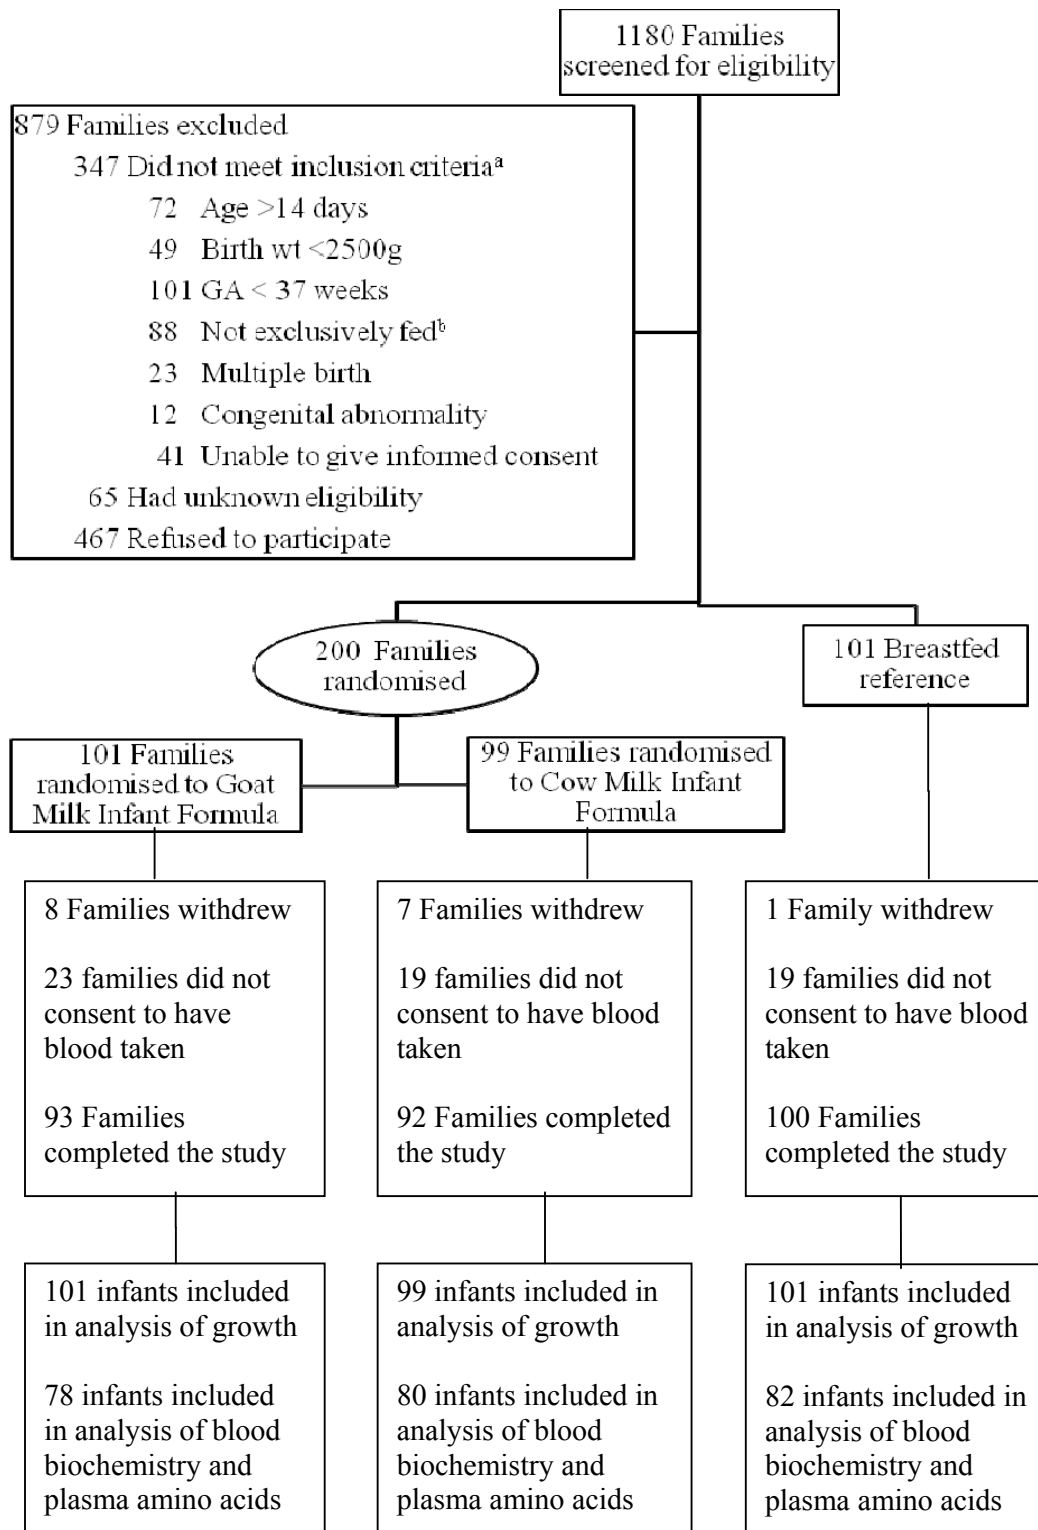 1180 Families
screened for eligibility
879 Families excluded
347 Did not meet inclusion criteriaᵃ
72 Age >14 days
49 Birth wt <2500g
101 GA < 37 weeks
88 Not exclusively fedᵇ
23 Multiple birth
12 Congenital abnormality
41 Unable to give informed consent
65 Had unknown eligibility
467 Refused to participate
200 Families
randomised
101 Breastfed
reference
101 Families
randomised to Goat
Milk Infant Formula
99 Families randomised
to Cow Milk Infant
Formula
8 Families withdrew
23 families did not
consent to have
blood taken
93 Families
completed the study
7 Families withdrew
19 families did not
consent to have blood
taken
92 Families completed
the study
1 Family withdrew
19 families did not
consent to have blood
taken
100 Families
completed the study
101 infants included
in analysis of growth
78 infants included
in analysis of blood
biochemistry and
plasma amino acids
99 infants included in
analysis of growth
80 infants included in
analysis of blood
biochemistry and
plasma amino acids
101 infants included
in analysis of growth
82 infants included in
analysis of blood
biochemistry and
plasma amino acids